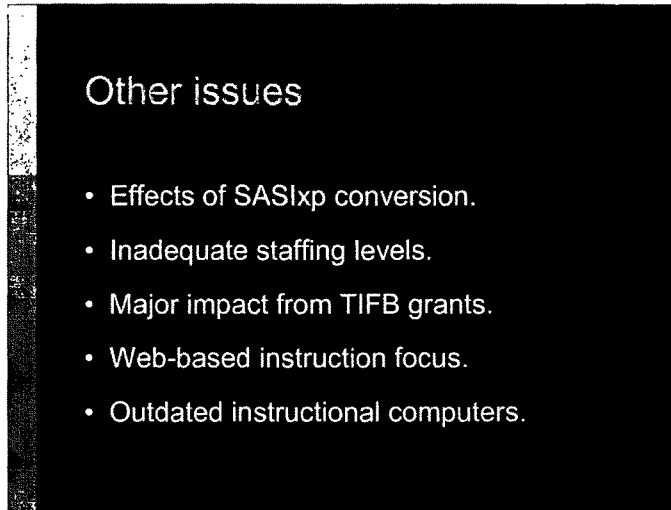 Other issues
• Effects of SASIxp conversion.
• Inadequate staffing levels.
• Major impact from TIFB grants.
• Web-based instruction focus.
• Outdated instructional computers.